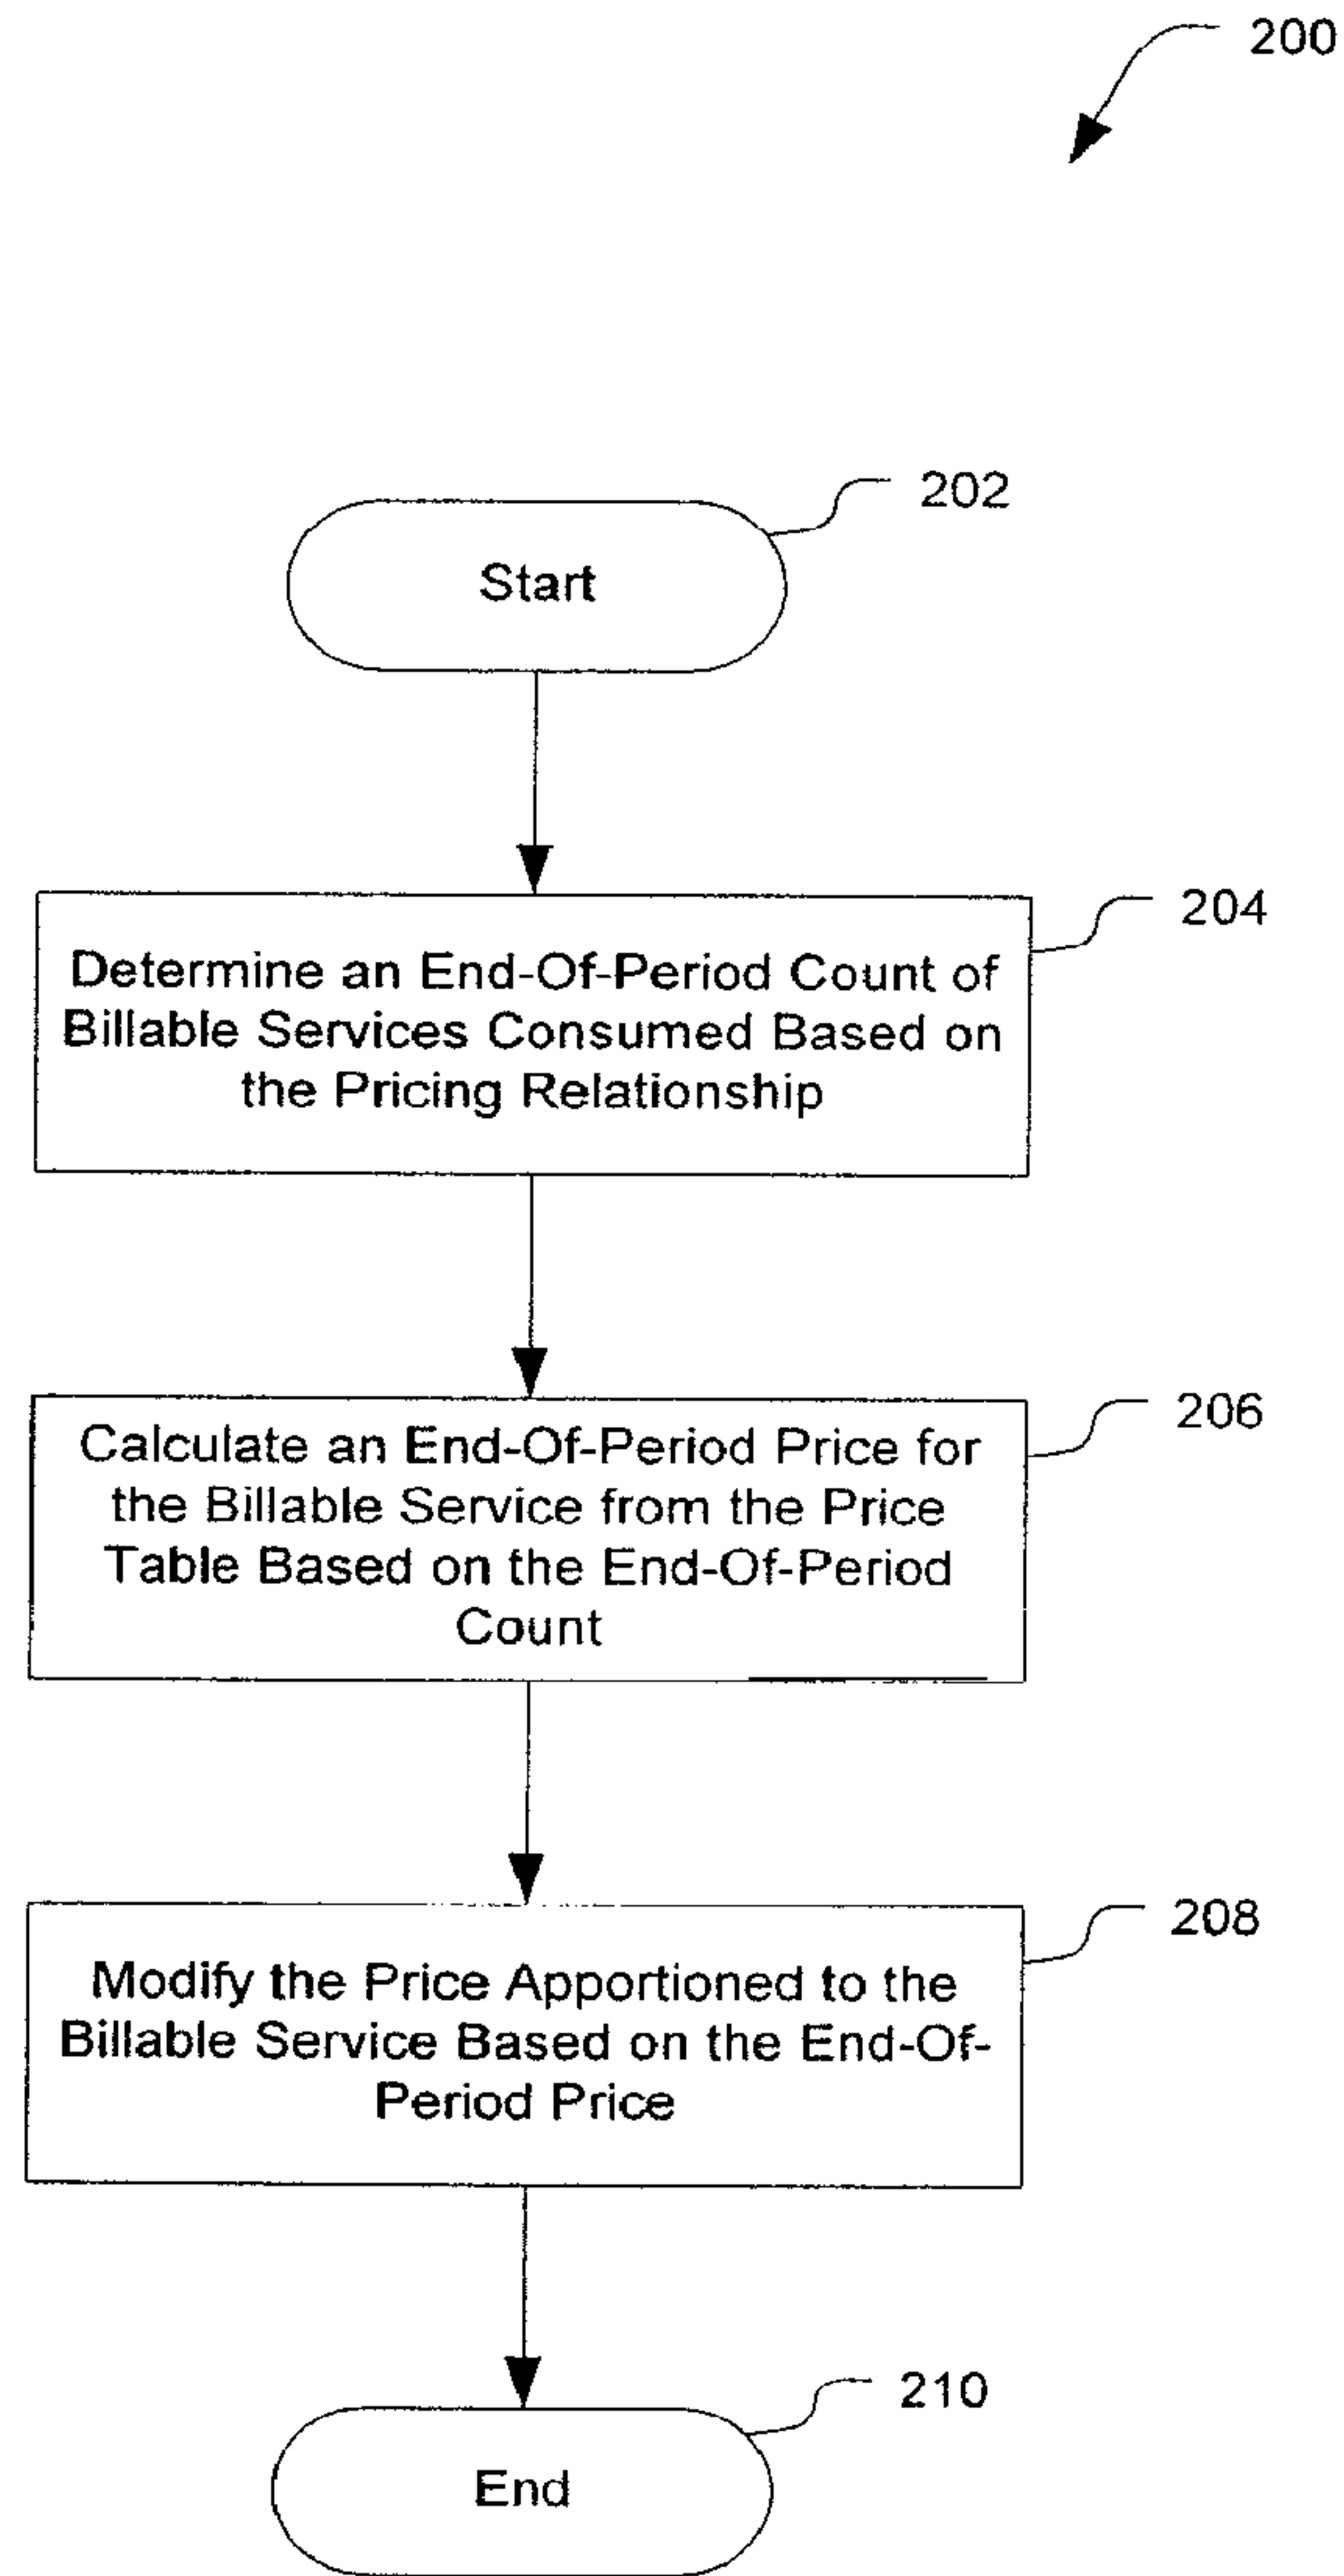 200
202
Start
204
Determine an End-Of-Period Count of
Billable Services Consumed Based on
the Pricing Relationship
206
Calculate an End-Of-Period Price for
the Billable Service from the Price
Table Based on the End-Of-Period
Count
208
Modify the Price Apportioned to the
Billable Service Based on the End-Of-
Period Price
210
End